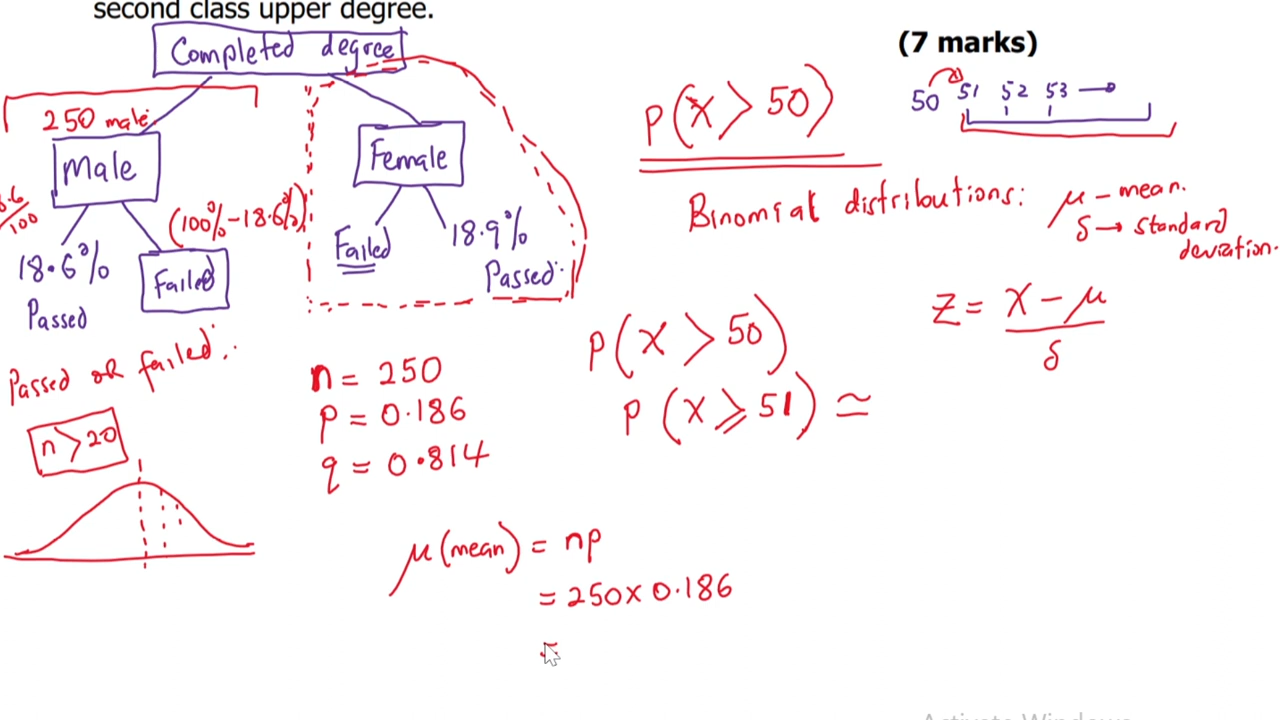 second class upper degree.
Completed degree
(7 marks)
50 51 52 53
P(X > 50)
250 male
Male
Female
Binomial distributions: μ – mean.
δ → standard
deviation.
(100% - 18.6%)
100
18.6%
Passed
Failed
Failed
18.9%
Passed
Z = X - μ
δ
P(X > 50)
P(X ≥ 51) ≃
Passed or failed
n > 20
n = 250
p = 0.186
q = 0.814
μ(mean) = np
= 250 x 0.186
=